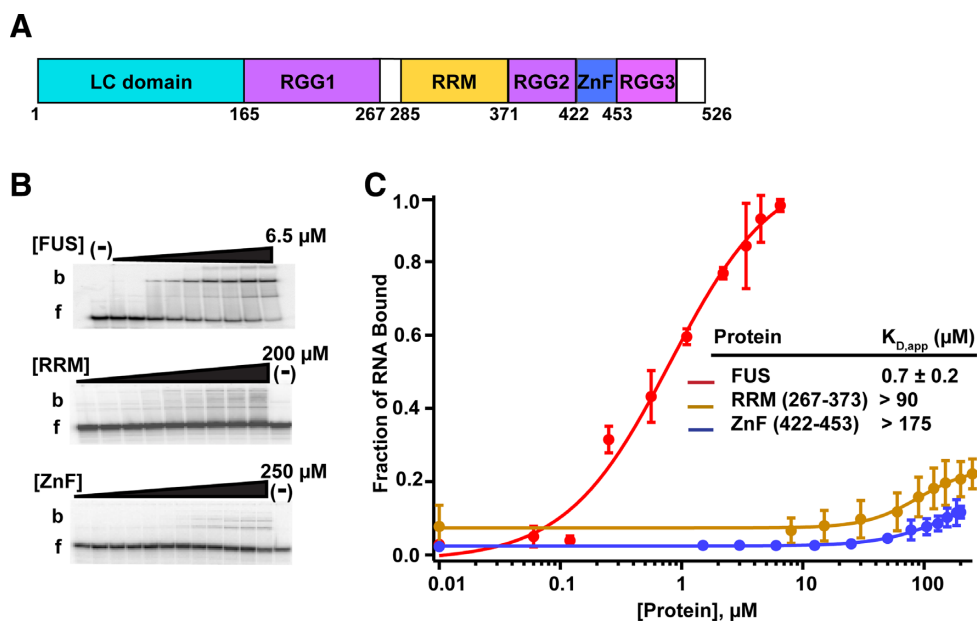 A
LC domain RGG1 RRM RGG2 ZnF RGG3
1 165 267 285 371 422 453 526
B
[FUS] (-) 6.5 µM
b
f
[RRM] 200 µM (-)
b
f
[ZnF] 250 µM (-)
b
f
C
Fraction of RNA Bound
1.0
0.8
0.6
0.4
0.2
0.0
Protein K_D,app (µM)
FUS 0.7 ± 0.2
RRM (267-373) > 90
ZnF (422-453) > 175
0.01 0.1 1 10 100
[Protein], µM